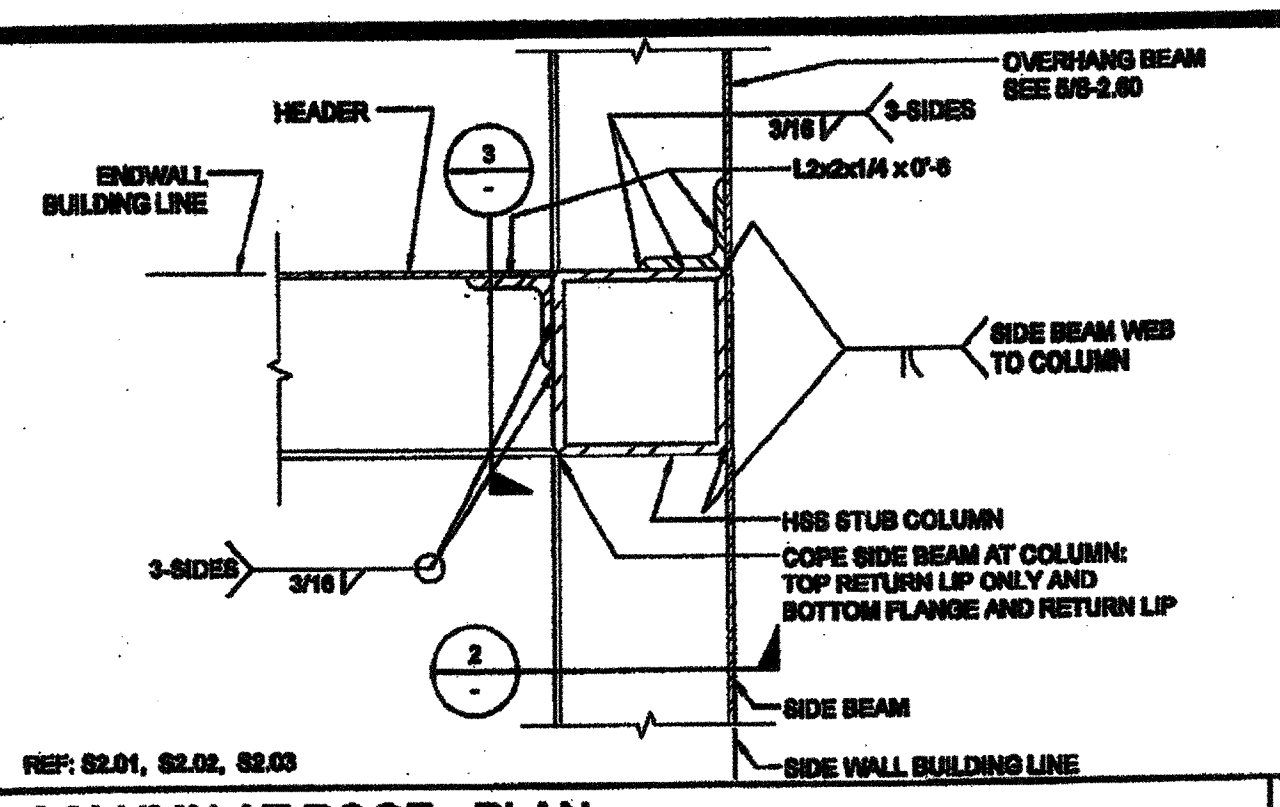 OVERHANG BEAM
SEE 5/S-2.60
HEADER
3/16
3-SIDES
3
-
L2x2x1/4 x 0'-6
ENDWALL
BUILDING LINE
SIDE BEAM WEB
TO COLUMN
HSS STUB COLUMN
COPE SIDE BEAM AT COLUMN:
TOP RETURN LIP ONLY AND
BOTTOM FLANGE AND RETURN LIP
3-SIDES
3/16
2
-
SIDE BEAM
REF: S2.01, S2.02, S2.03
SIDE WALL BUILDING LINE